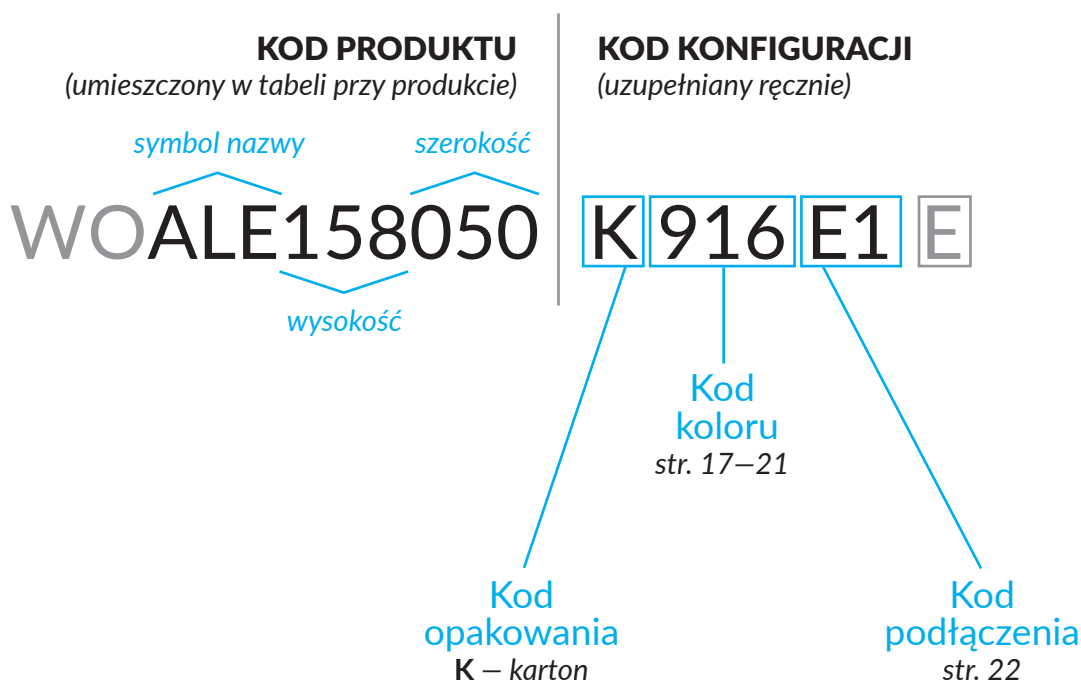 KOD PRODUKTU
(umieszczony w tabeli przy produkcie)
KOD KONFIGURACJI
(uzupełniany ręcznie)
symbol nazwy
szerokość
WOALE158050 K 916 E1 E
wysokość
Kod
koloru
str. 17—21
Kod
opakowania
K — karton
Kod
podłączenia
str. 22